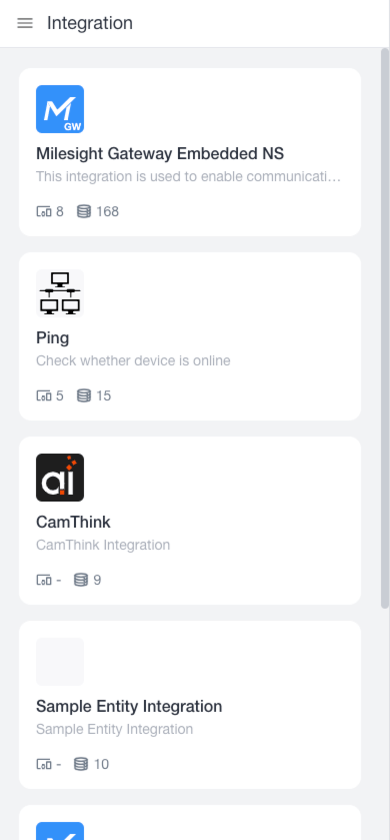 Integration
M
GW
Milesight Gateway Embedded NS
This integration is used to enable communicati...
8 168
Ping
Check whether device is online
5 15
ai
CamThink
CamThink Integration
- 9
Sample Entity Integration
Sample Entity Integration
- 10